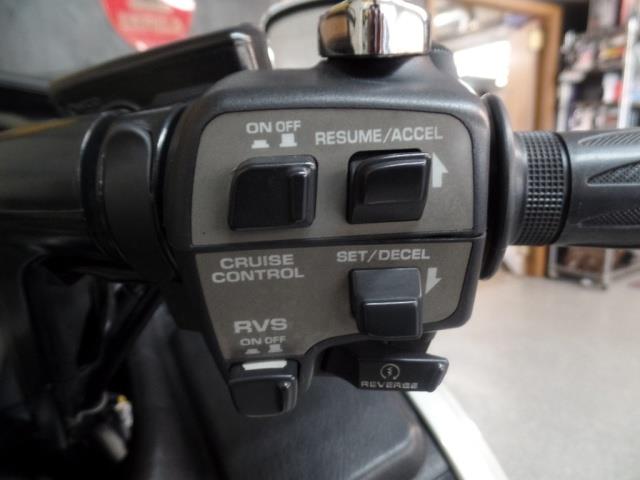 ON OFF
RESUME/ACCEL
CRUISE
CONTROL
SET/DECEL
RVS
ON OFF
REVERSE